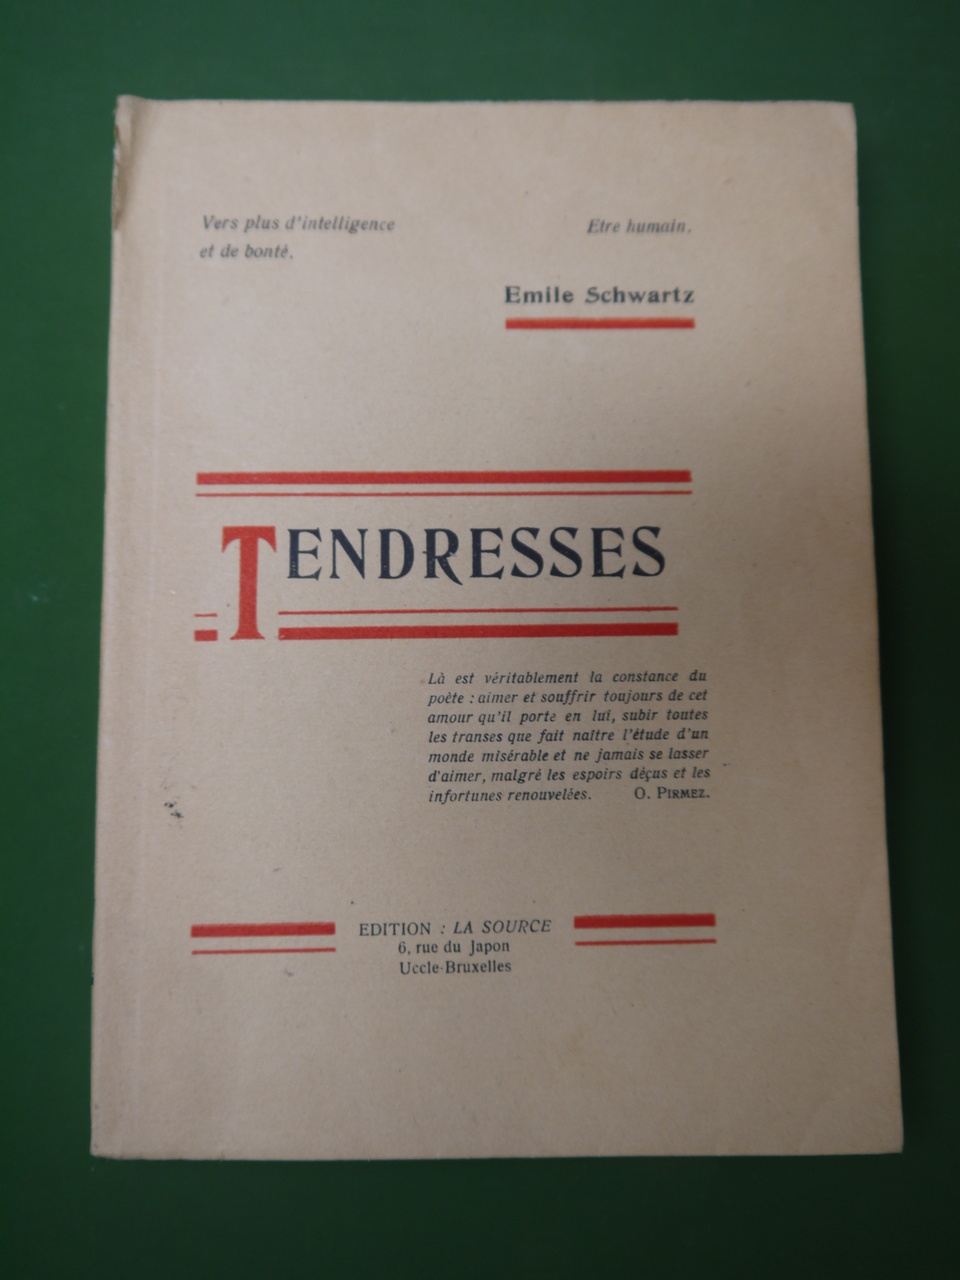 Vers plus d'intelligence
et de bonté.
Etre humain.
Emile Schwartz
TENDRESSES
Là est véritablement la constance du
poète : aimer et souffrir toujours de cet
amour qu'il porte en lui, subir toutes
les transes que fait naître l'étude d'un
monde misérable et ne jamais se lasser
d'aimer, malgré les espoirs déçus et les
infortunes renouvelées. O. PIRMEZ.
EDITION : LA SOURCE
6, rue du Japon
Uccle-Bruxelles